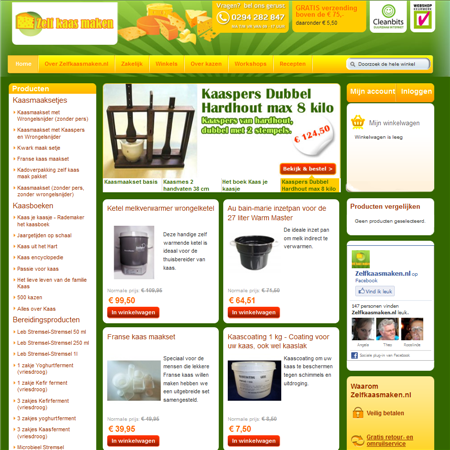 Zelf kaas maken
Vragen? - bel ons gerust:
0294 282 847
GRATIS verzending
boven de € 75,-
daaronder € 5,50
Cleanbits
WEBSHOP
KEURMERK
Home
Over Zelfkaasmaken.nl
Zakelijk
Winkels
Over kazen
Workshops
Recepten
Doorzoek de hele winkel
Producten
Kaasmaaksetjes
Kaasmaakset met
Wrongelsnijder (zonder pers)
Kaasmaakset met Kaaspers
en Wrongelsnijder
Kwark maak setje
Franse kaas maakset
Kadoverpakking zelf kaas
maak pakket
Kaasmaakset (zonder pers,
zonder wrongelsnijder)
Kaasboeken
Kaas je kaasje - Rademaker
het kaasboek
Jaargetijden op schaal
Kaas uit het Hart
Kaas encyclopedie
Passie voor kaas
Het leve leven van de familie
Kaas
500 kazen
Alles over Kaas
Bereidingsproducten
Leb Stremsel-Stremsel 50 ml
Leb Stremsel-Stremsel 250 ml
Leb Stremsel-Stremsel 1l
1 zakje Yoghurtferment
(vriesdroog)
1 zakje Kefir ferment
(vriesdroog)
3 zakjes Kefirferment
(vriesdroog)
3 zakjes yoghurtferment
3 zakjes Kaasferment
(vriesdroog)
Microbieel Stremsel
Kaaspers Dubbel
Hardhout max 8 kilo
Kaaspers van hardhout,
dubbel met 2 stempels.
€ 124,50
Bekijk & bestel >
Kaasmaakset basis
Kaasmes 2
handvaten 38 cm
Het boek Kaas je
kaasje
Kaaspers Dubbel
Hardhout max 8 kilo
Ketel melkverwarmer wrongelketel
Deze handige zelf
warmende ketel is
ideaal voor de
thuisbereider van
kaas.
Normale prijs: € 109,95
€ 99,50
In winkelwagen
Au bain-marie inzetpan voor de
27 liter Warm Master
De ideale inzet pan
om melk indirect te
verwarmen.
Normale prijs: € 74,50
€ 64,51
In winkelwagen
Franse kaas maakset
Speciaal voor de
mensen die lekkere
Franse kaas willen
maken hebben we
een uitgebreide set
samengesteld.
Normale prijs: € 49,95
€ 39,95
In winkelwagen
Kaascoating 1 kg - Coating voor
uw kaas, ook wel kaaslak
Kaascoating om uw
kaas te beschermen
tegen schimmels en
uitdroging.
€ 7,50
In winkelwagen
Mijn account
Inloggen
Mijn winkelwagen
Winkelwagen is leeg.
Producten vergelijken
Geen producten geselecteerd.
Zelfkaasmaken.nl op
Facebook
Vind ik leuk
147 personen vinden
Zelfkaasmaken.nl leuk.
Angela
Theo
Rosalinde
Sociale plug-in van Facebook
Waarom
Zelfkaasmaken.nl
Veilig betalen
Gratis retour- en
omruilservice